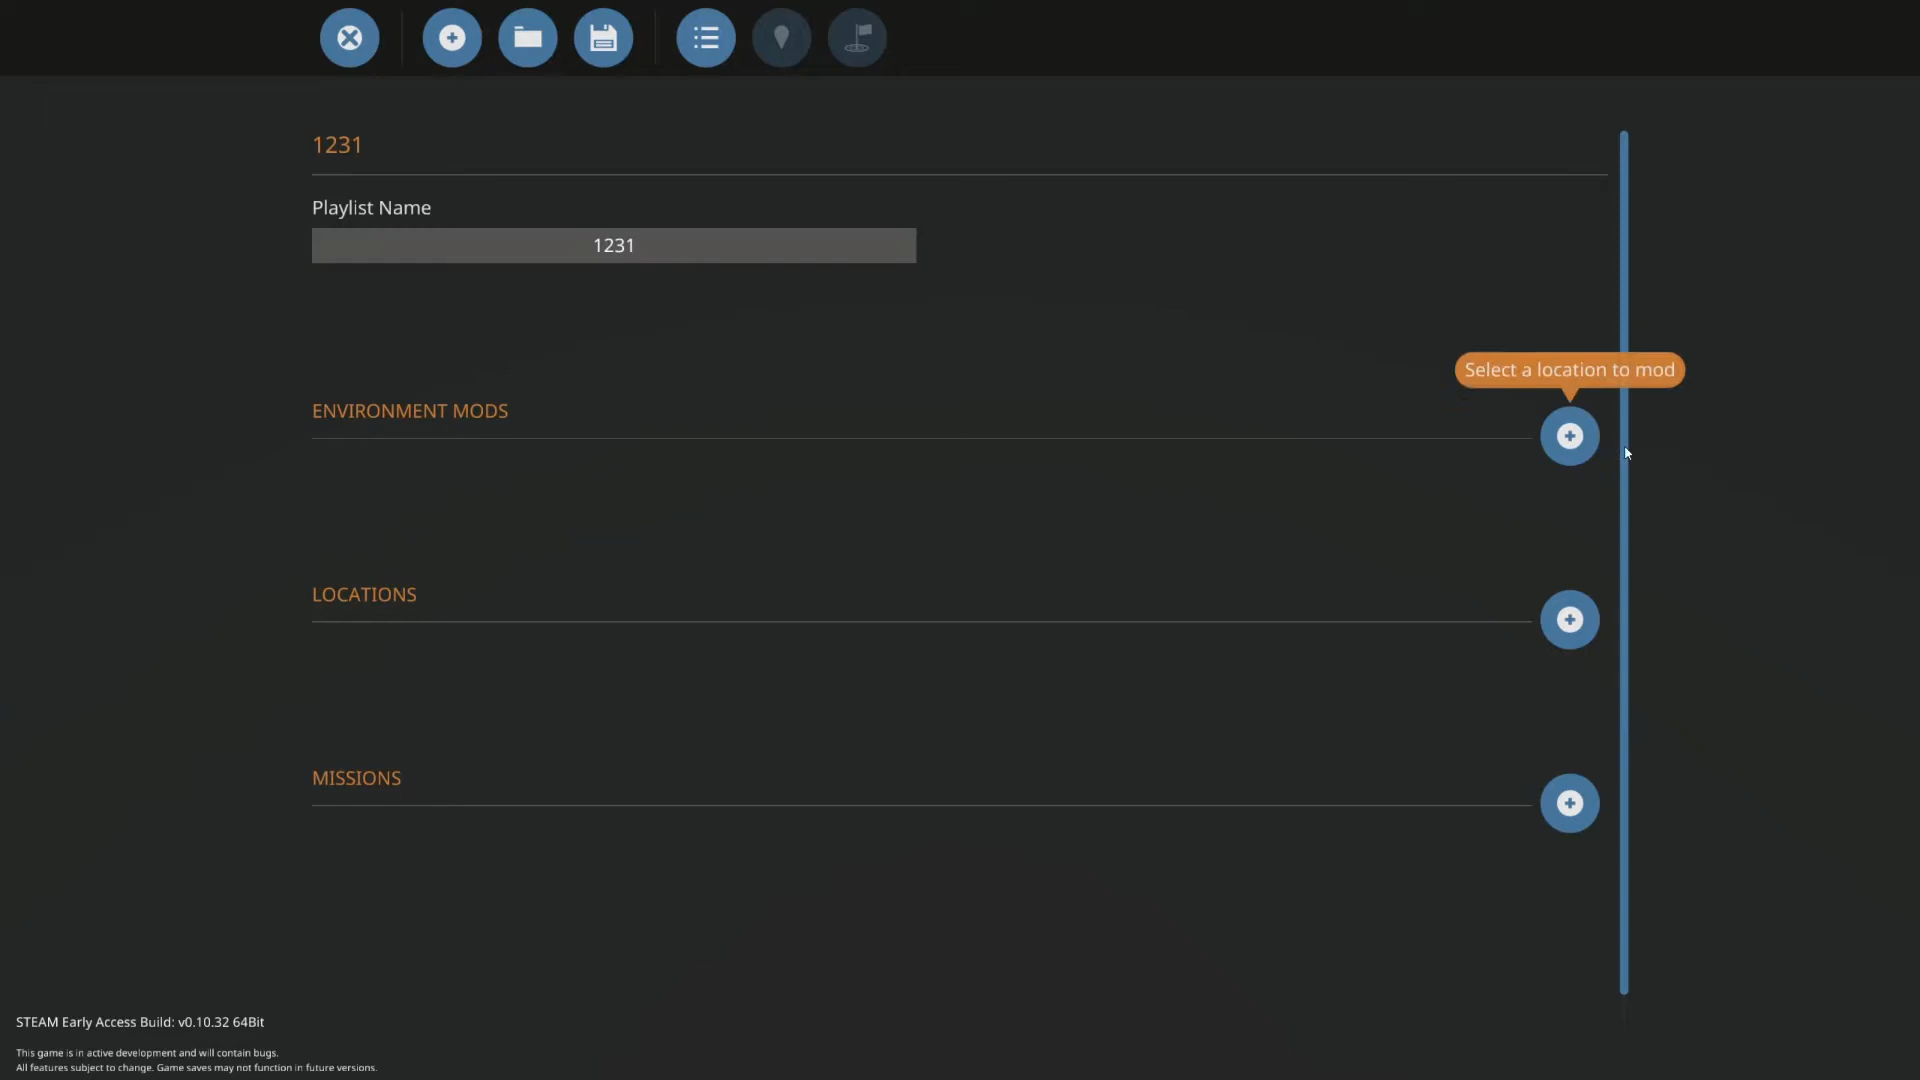 1231
Playlist Name
1231
Select a location to mod
ENVIRONMENT MODS
LOCATIONS
MISSIONS
STEAM Early Access Build: v0.10.32 64Bit
This game is in active development and will contain bugs.
All features subject to change. Game saves may not function in future versions.